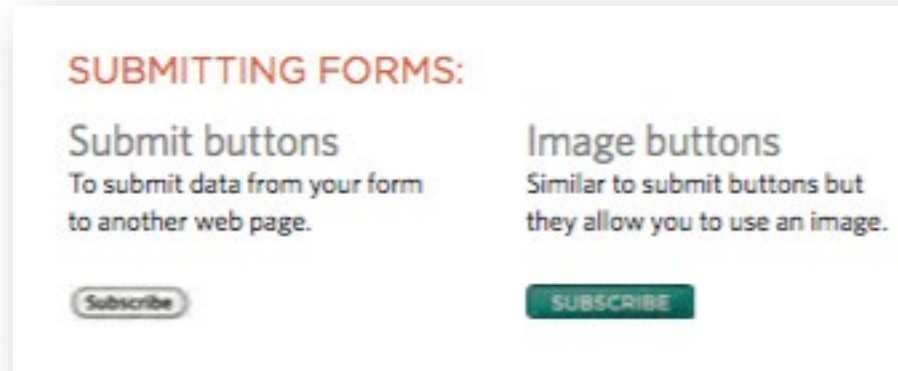 SUBMITTING FORMS:
Submit buttons
To submit data from your form
to another web page.
Subscribe
Image buttons
Similar to submit buttons but
they allow you to use an image.
SUBSCRIBE